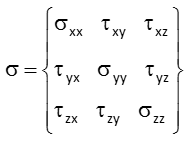 σxx τxy τxz
σ = { τyx σyy τyz }
τzx τzy σzz